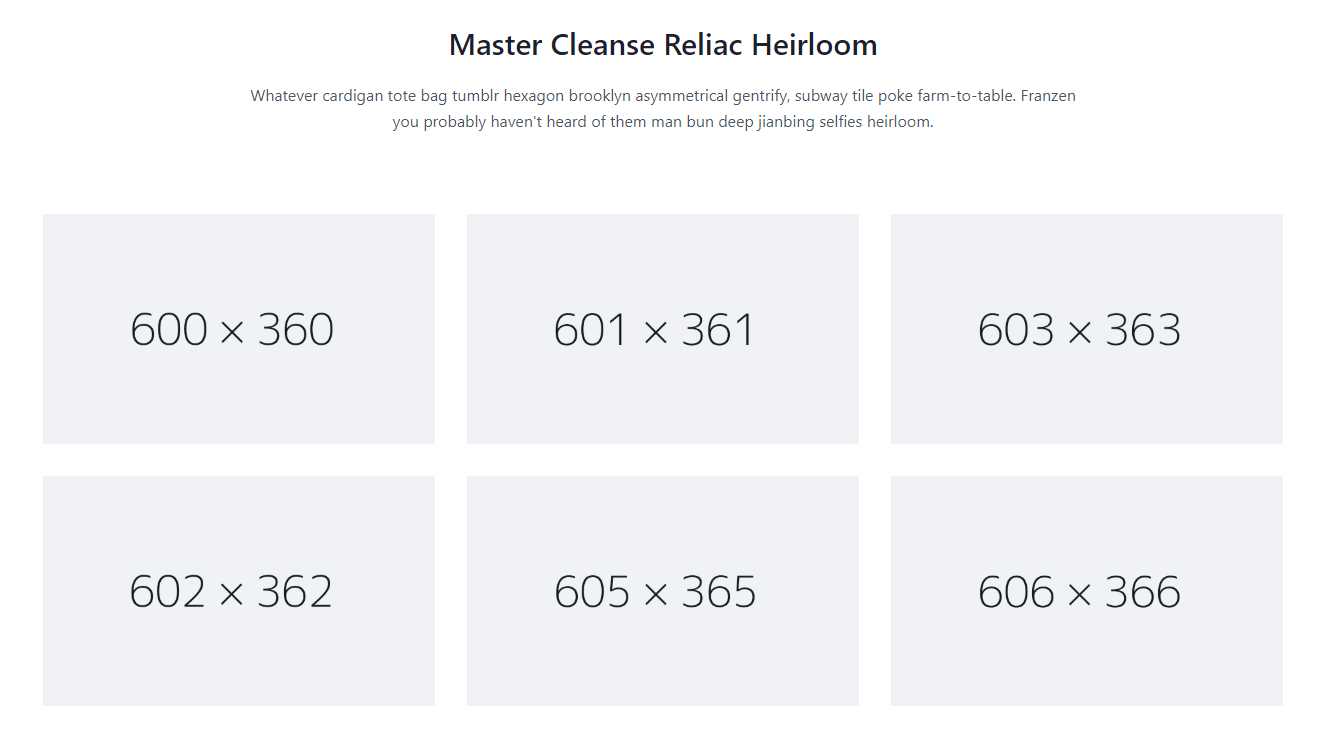 Master Cleanse Reliac Heirloom
Whatever cardigan tote bag tumblr hexagon brooklyn asymmetrical gentrify, subway tile poke farm-to-table. Franzen
you probably haven't heard of them man bun deep jianbing selfies heirloom.
600 × 360
601 × 361
603 × 363
602 × 362
605 × 365
606 × 366